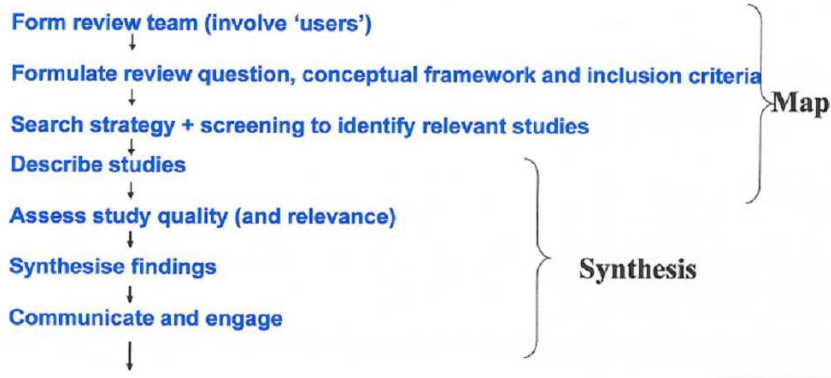 Form review team (involve ‘users’)
Formulate review question, conceptual framework and inclusion criteria
Map
Search strategy + screening to identify relevant studies
Describe studies
Assess study quality (and relevance)
Synthesise findings
Synthesis
Communicate and engage